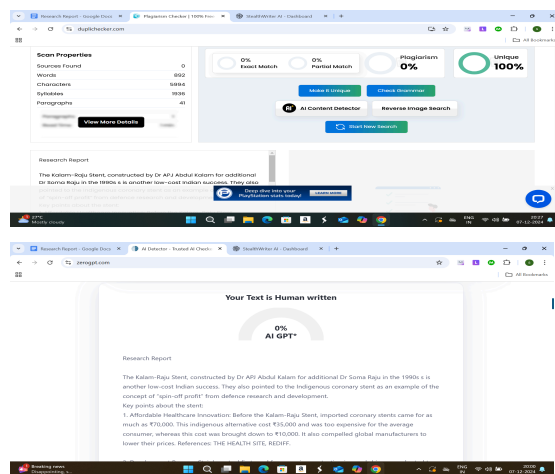 Research Report - Google Docs
Plagiarism Checker | 100% Free
StealthWriter AI - Dashboard
duplichecker.com
All Bookmarks
Scan Properties
Sources Found 0
Words 892
Characters 5994
Syllables 1936
Paragraphs 41
View More Details
0%
Exact Match
0%
Partial Match
Plagiarism
0%
Unique
100%
Make it Unique
Check Grammar
AI Content Detector
Reverse Image Search
Start New Search
Research Report
The Kalam-Raju Stent, constructed by Dr APJ Abdul Kalam for additional
Dr Soma Raju in the 1990s s is another low-cost Indian success. They also
Deep dive into your
PlayStation stats today!
LEARN MORE
27°C
Mostly cloudy
ENG
IN
20:27
07-12-2024
Research Report - Google Docs
AI Detector - Trusted AI Checker
StealthWriter AI - Dashboard
zerogpt.com
All Bookmarks
Your Text is Human written
0%
AI GPT*
Research Report
The Kalam-Raju Stent, constructed by Dr APJ Abdul Kalam for additional Dr Soma Raju in the 1990s s is
another low-cost Indian success. They also pointed to the Indigenous coronary stent as an example of the
concept of "spin-off profit" from defence research and development.
Key points about the stent:
1. Affordable Healthcare Innovation: Before the Kalam-Raju Stent, imported coronary stents came for as
much as ₹70,000. This indigenous alternative cost ₹35,000 and was too expensive for the average
consumer, whereas this cost was brought down to ₹10,000. It also compelled global manufacturers to
lower their prices. References: THE HEALTH SITE, REDIFF.
Breaking news
Disappointing, s...
ENG
IN
20:00
07-12-2024